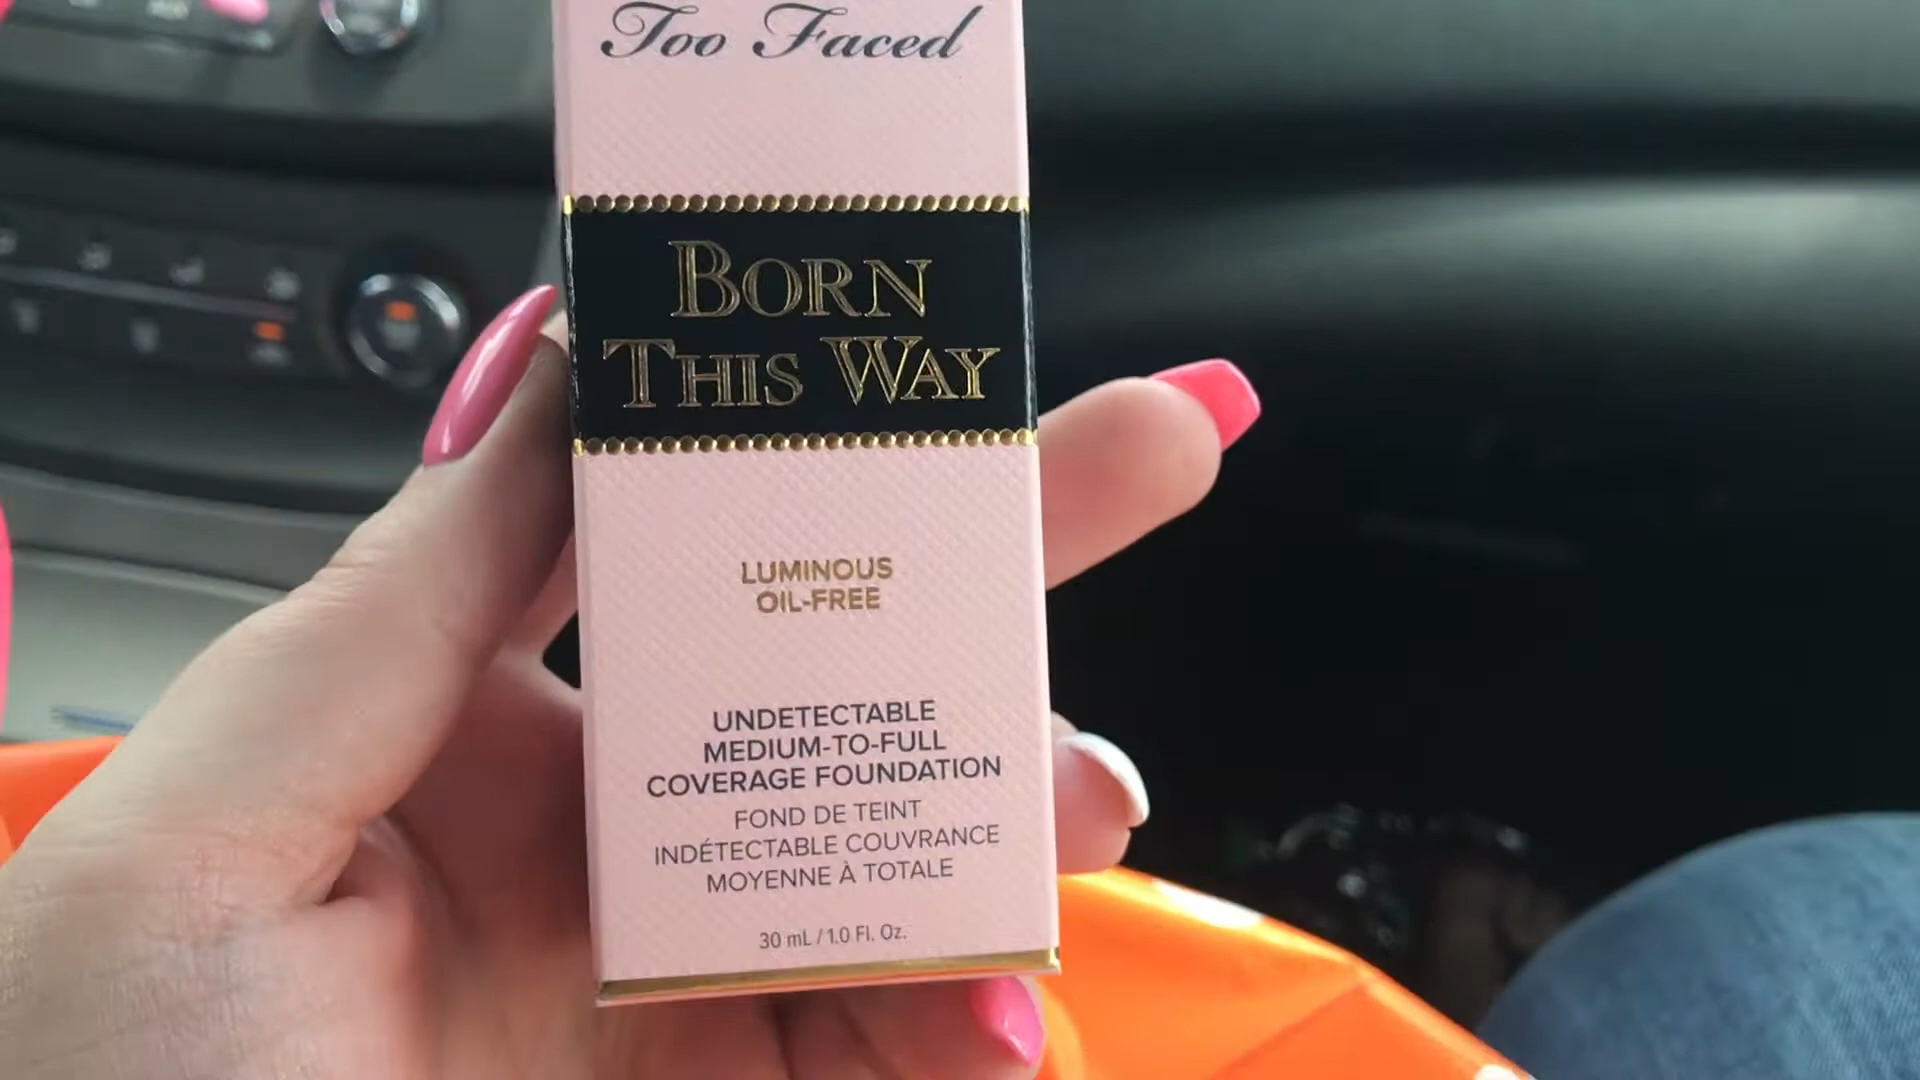 Too Faced
BORN
THIS WAY
LUMINOUS
OIL-FREE
UNDETECTABLE
MEDIUM-TO-FULL
COVERAGE FOUNDATION
FOND DE TEINT
INDÉTECTABLE COUVRANCE
MOYENNE À TOTALE
30 mL / 1.0 Fl. Oz.